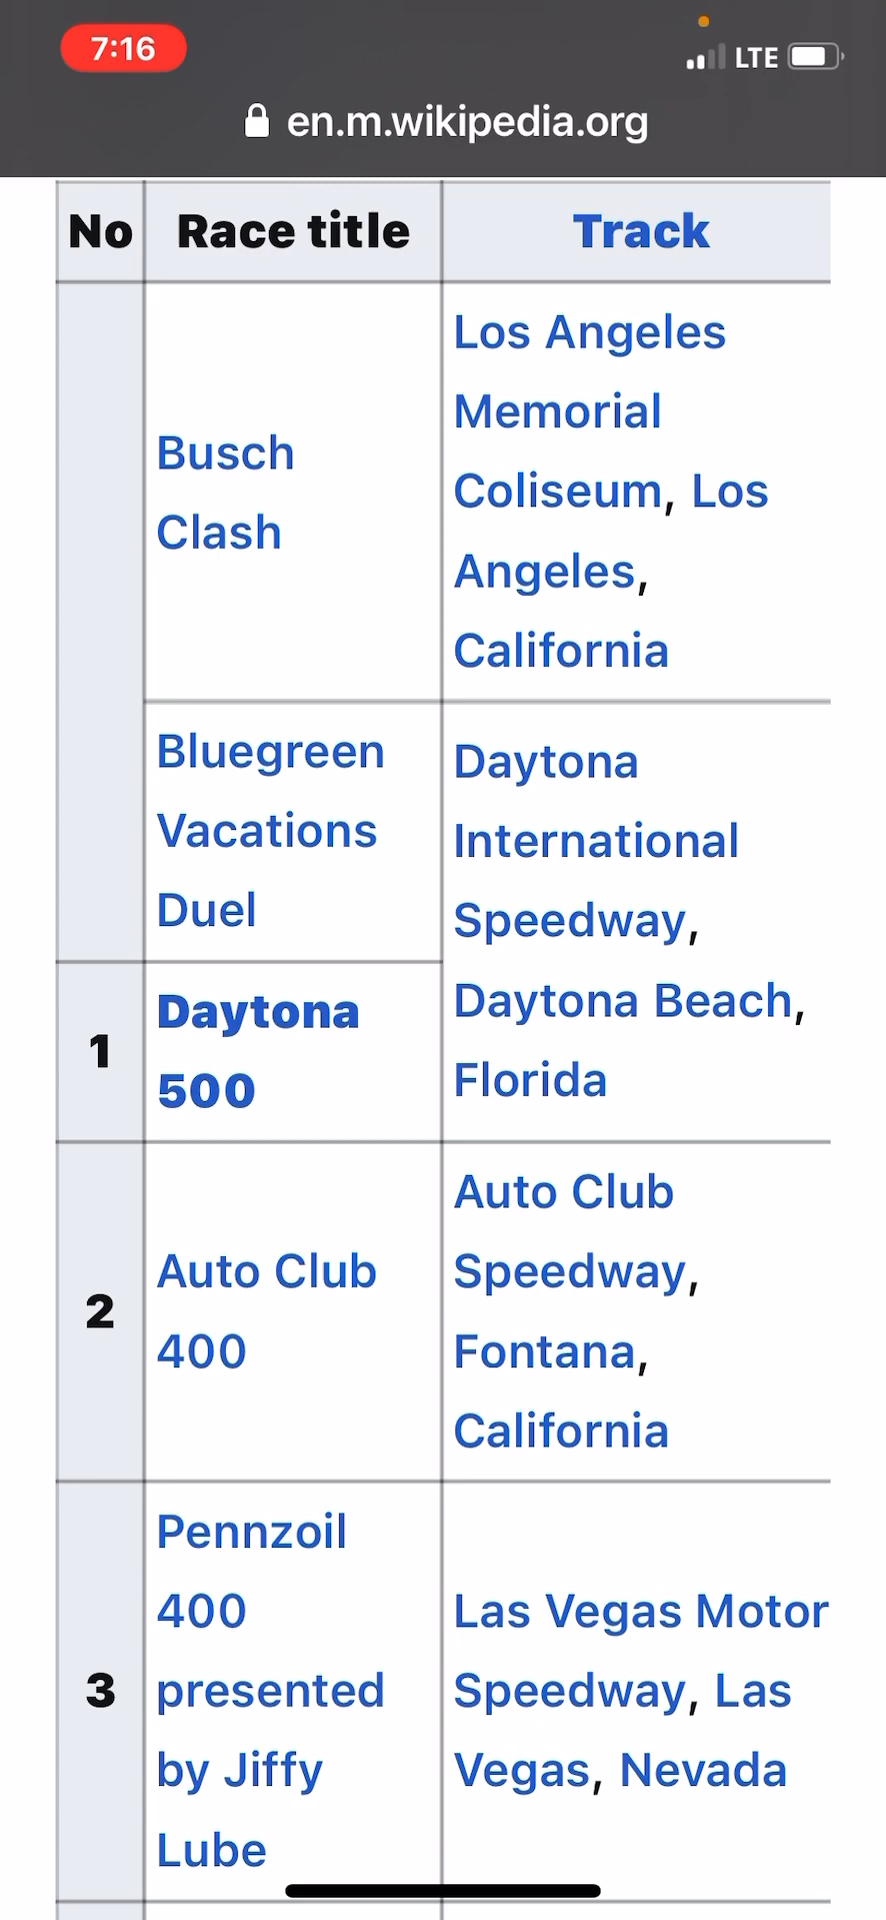 7:16
LTE
en.m.wikipedia.org
No Race title Track
Busch
Clash
Los Angeles
Memorial
Coliseum, Los
Angeles,
California
Bluegreen
Vacations
Duel
Daytona
International
Speedway,
Daytona Beach,
Florida
1
Daytona
500
2
Auto Club
400
Auto Club
Speedway,
Fontana,
California
3
Pennzoil
400
presented
by Jiffy
Lube
Las Vegas Motor
Speedway, Las
Vegas, Nevada